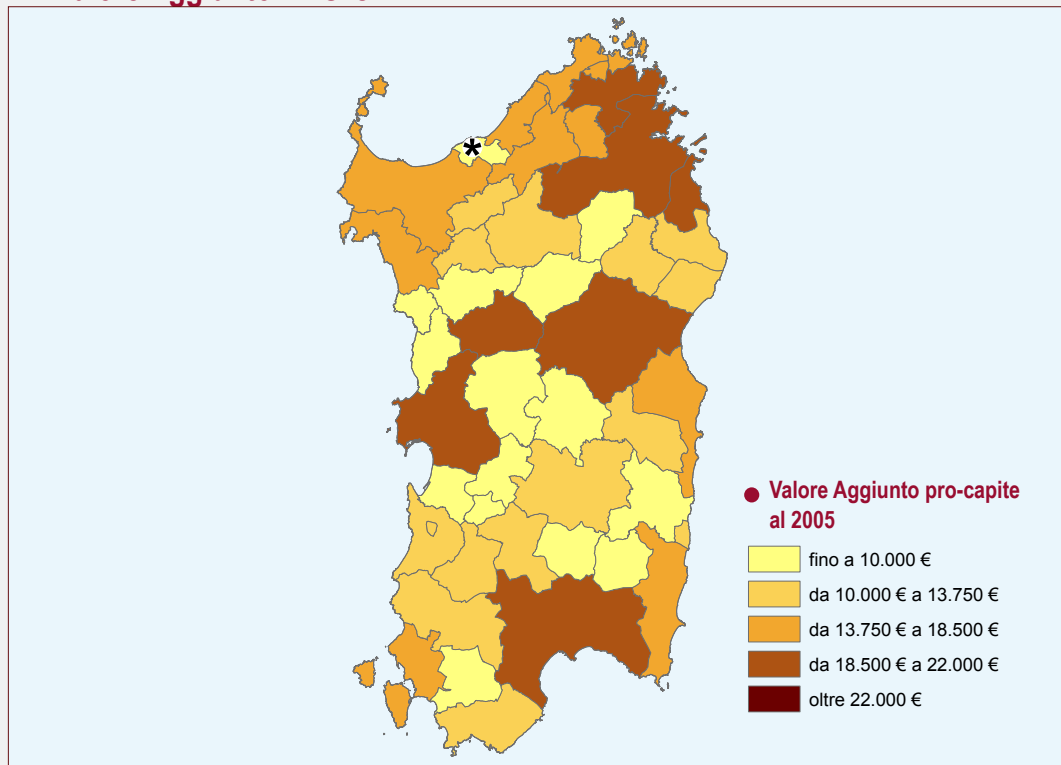 *
● Valore Aggiunto pro-capite
al 2005
fino a 10.000 €
da 10.000 € a 13.750 €
da 13.750 € a 18.500 €
da 18.500 € a 22.000 €
oltre 22.000 €